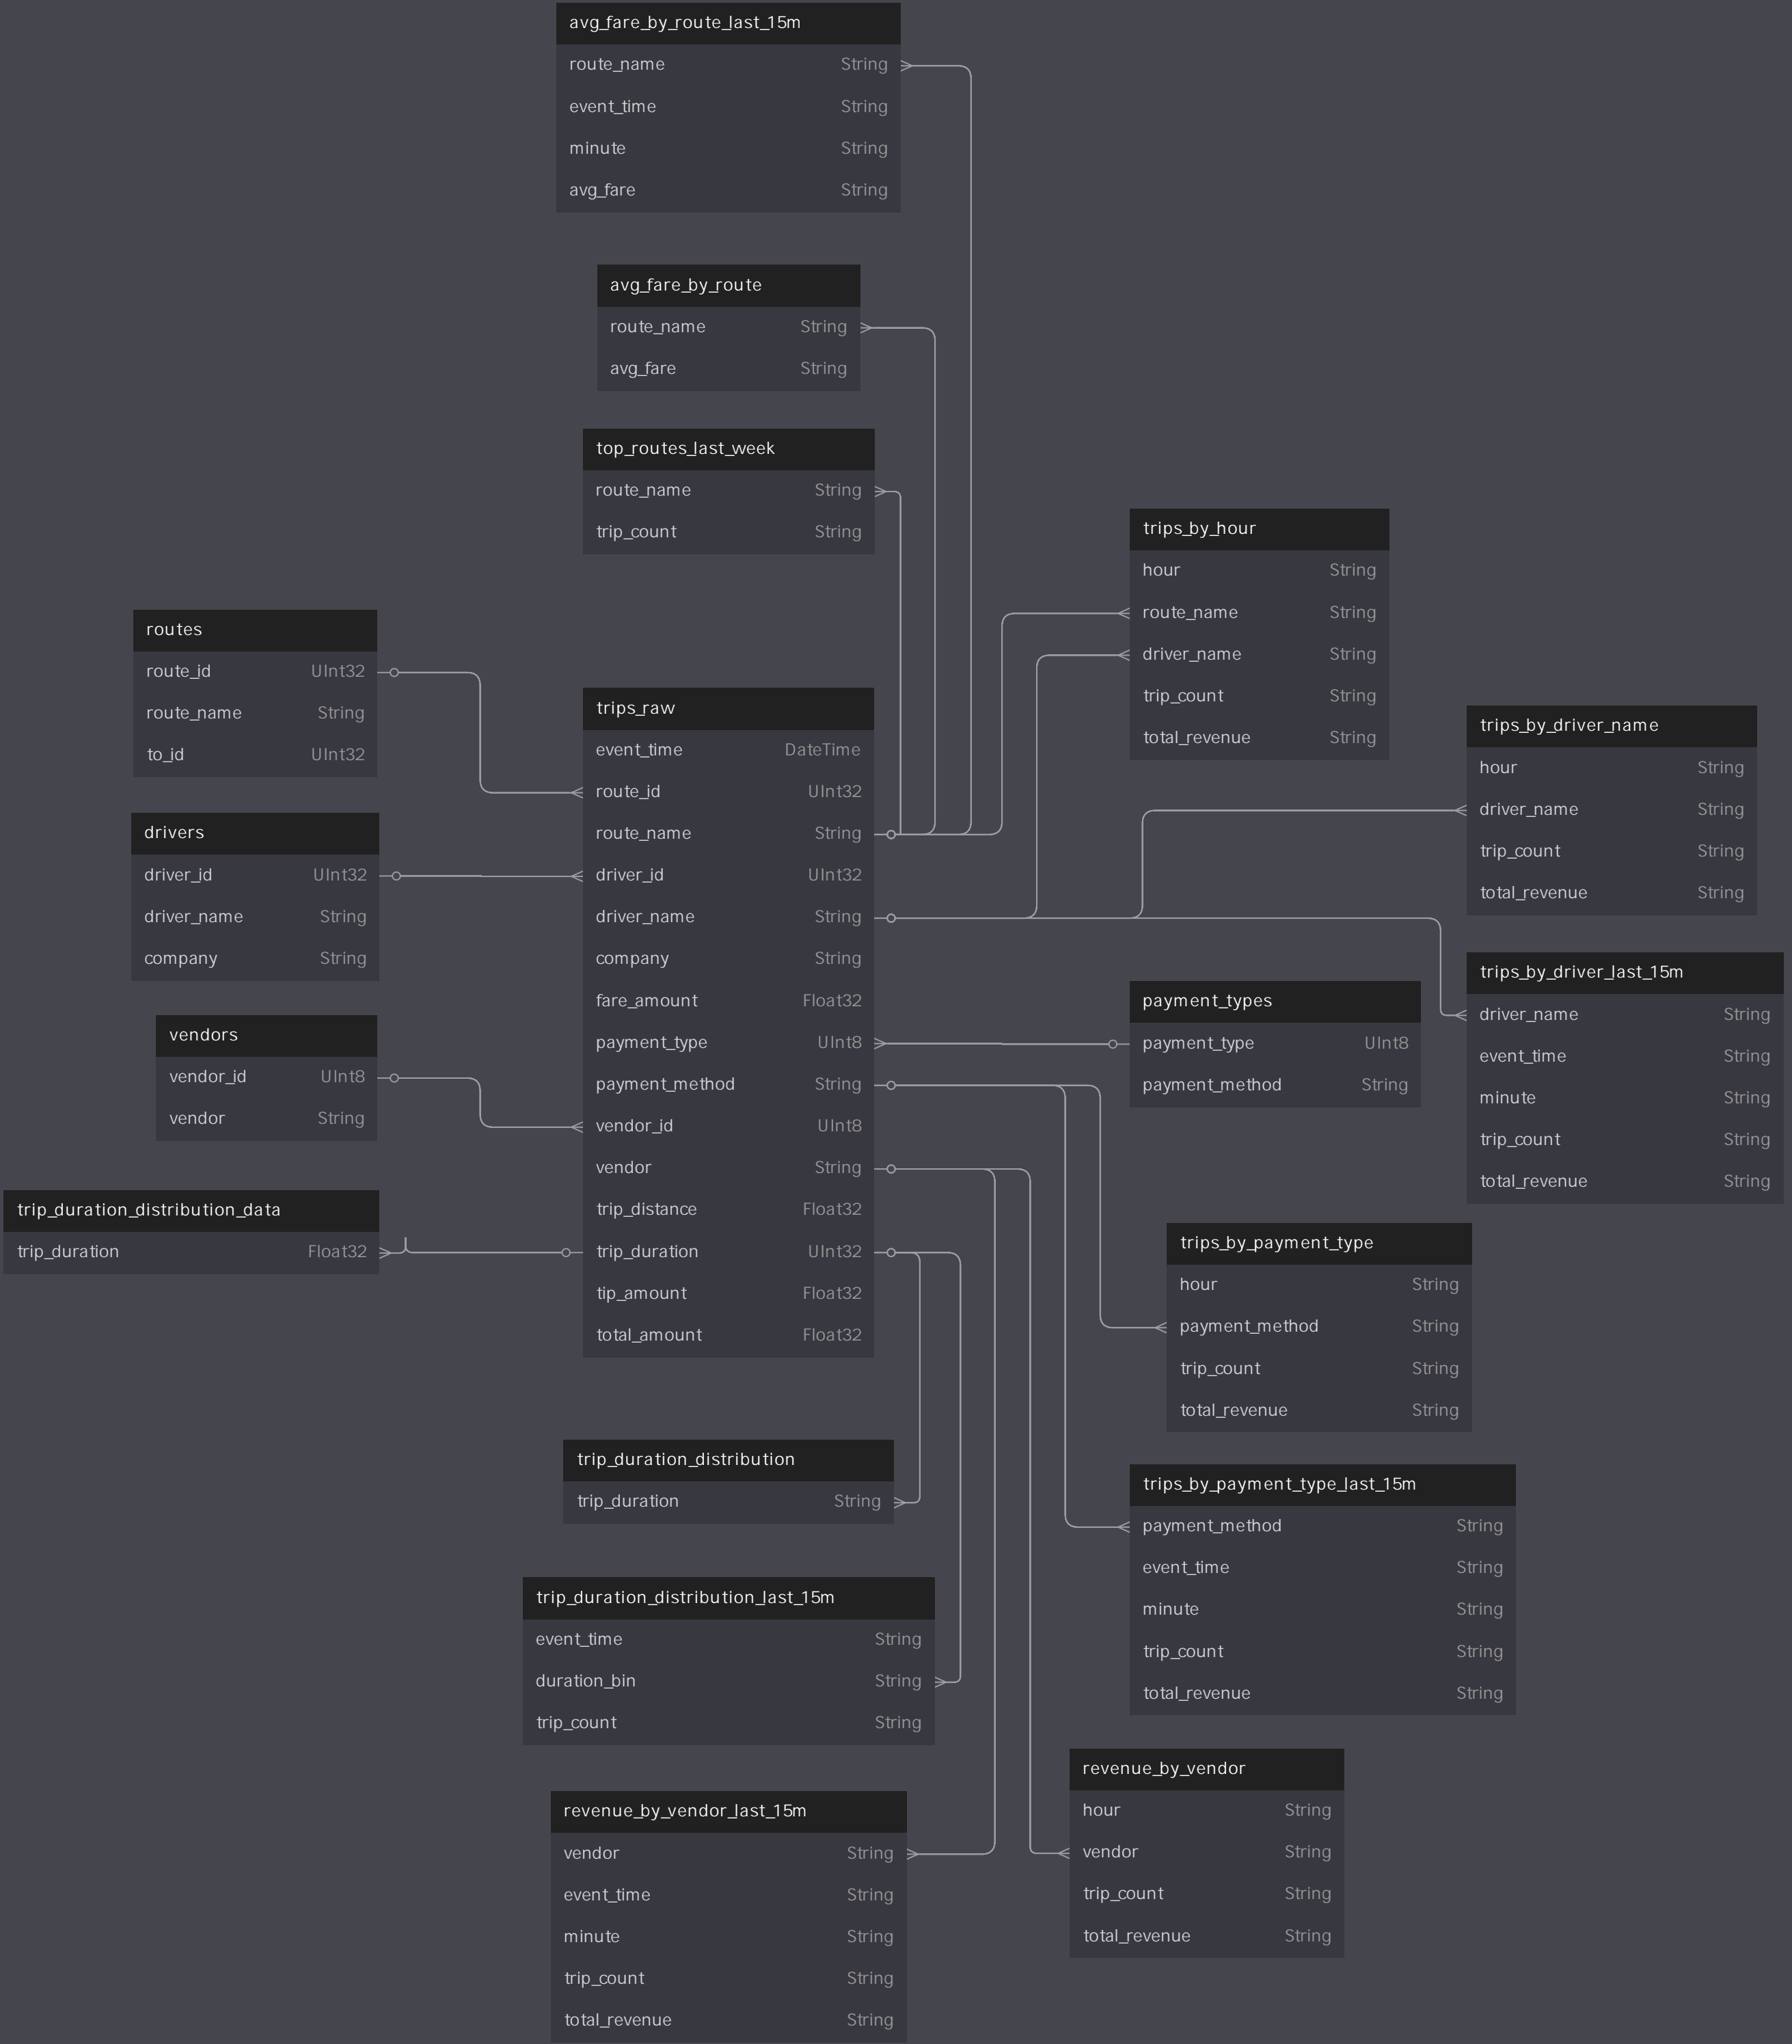 avg_fare_by_route_last_15m
route_name String
event_time String
minute String
avg_fare String
avg_fare_by_route
route_name String
avg_fare String
top_routes_last_week
route_name String
trip_count String
trips_by_hour
hour String
route_name String
driver_name String
trip_count String
total_revenue String
routes
route_id UInt32
route_name String
to_id UInt32
drivers
driver_id UInt32
driver_name String
company String
vendors
vendor_id UInt8
vendor String
trip_duration_distribution_data
trip_duration Float32
trips_raw
event_time DateTime
route_id UInt32
route_name String
driver_id UInt32
driver_name String
company String
fare_amount Float32
payment_type UInt8
payment_method String
vendor_id UInt8
vendor String
trip_distance Float32
trip_duration UInt32
tip_amount Float32
total_amount Float32
trips_by_driver_name
hour String
driver_name String
trip_count String
total_revenue String
trips_by_driver_last_15m
driver_name String
event_time String
minute String
trip_count String
total_revenue String
payment_types
payment_type UInt8
payment_method String
trips_by_payment_type
hour String
payment_method String
trip_count String
total_revenue String
trip_duration_distribution
trip_duration String
trips_by_payment_type_last_15m
payment_method String
event_time String
minute String
trip_count String
total_revenue String
trip_duration_distribution_last_15m
event_time String
duration_bin String
trip_count String
revenue_by_vendor
hour String
vendor String
trip_count String
total_revenue String
revenue_by_vendor_last_15m
vendor String
event_time String
minute String
trip_count String
total_revenue String